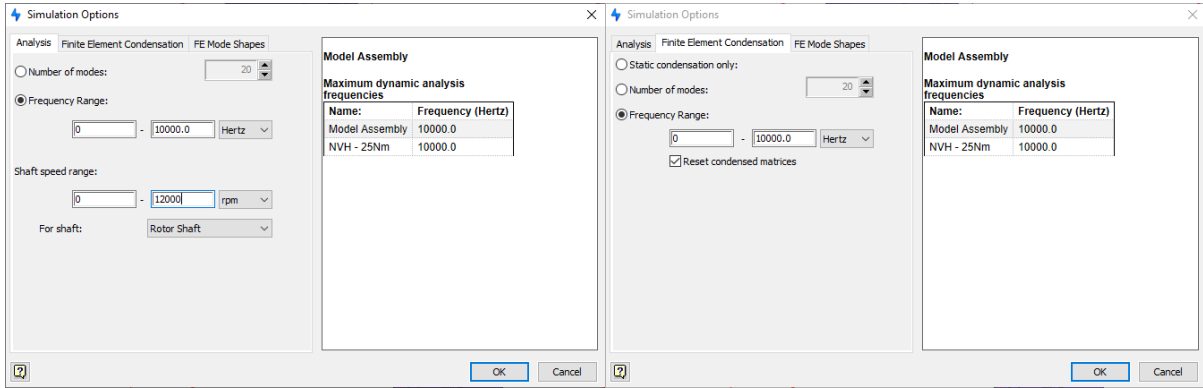 Simulation Options
Analysis Finite Element Condensation FE Mode Shapes
Number of modes: 20
Frequency Range:
0 - 10000.0 Hertz
Shaft speed range:
0 - 12000 rpm
For shaft: Rotor Shaft
Model Assembly
Maximum dynamic analysis
frequencies
Name: Frequency (Hertz)
Model Assembly 10000.0
NVH - 25Nm 10000.0
OK Cancel
Simulation Options
Analysis Finite Element Condensation FE Mode Shapes
Static condensation only:
Number of modes: 20
Frequency Range:
0 - 10000.0 Hertz
Reset condensed matrices
Model Assembly
Maximum dynamic analysis
frequencies
Name: Frequency (Hertz)
Model Assembly 10000.0
NVH - 25Nm 10000.0
OK Cancel